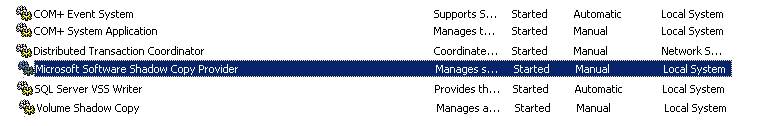 COM+ Event System Supports S... Started Automatic Local System
COM+ System Application Manages t... Started Manual Local System
Distributed Transaction Coordinator Coordinate... Started Manual Network S...
Microsoft Software Shadow Copy Provider Manages s... Started Manual Local System
SQL Server VSS Writer Provides th... Started Automatic Local System
Volume Shadow Copy Manages a... Started Manual Local System